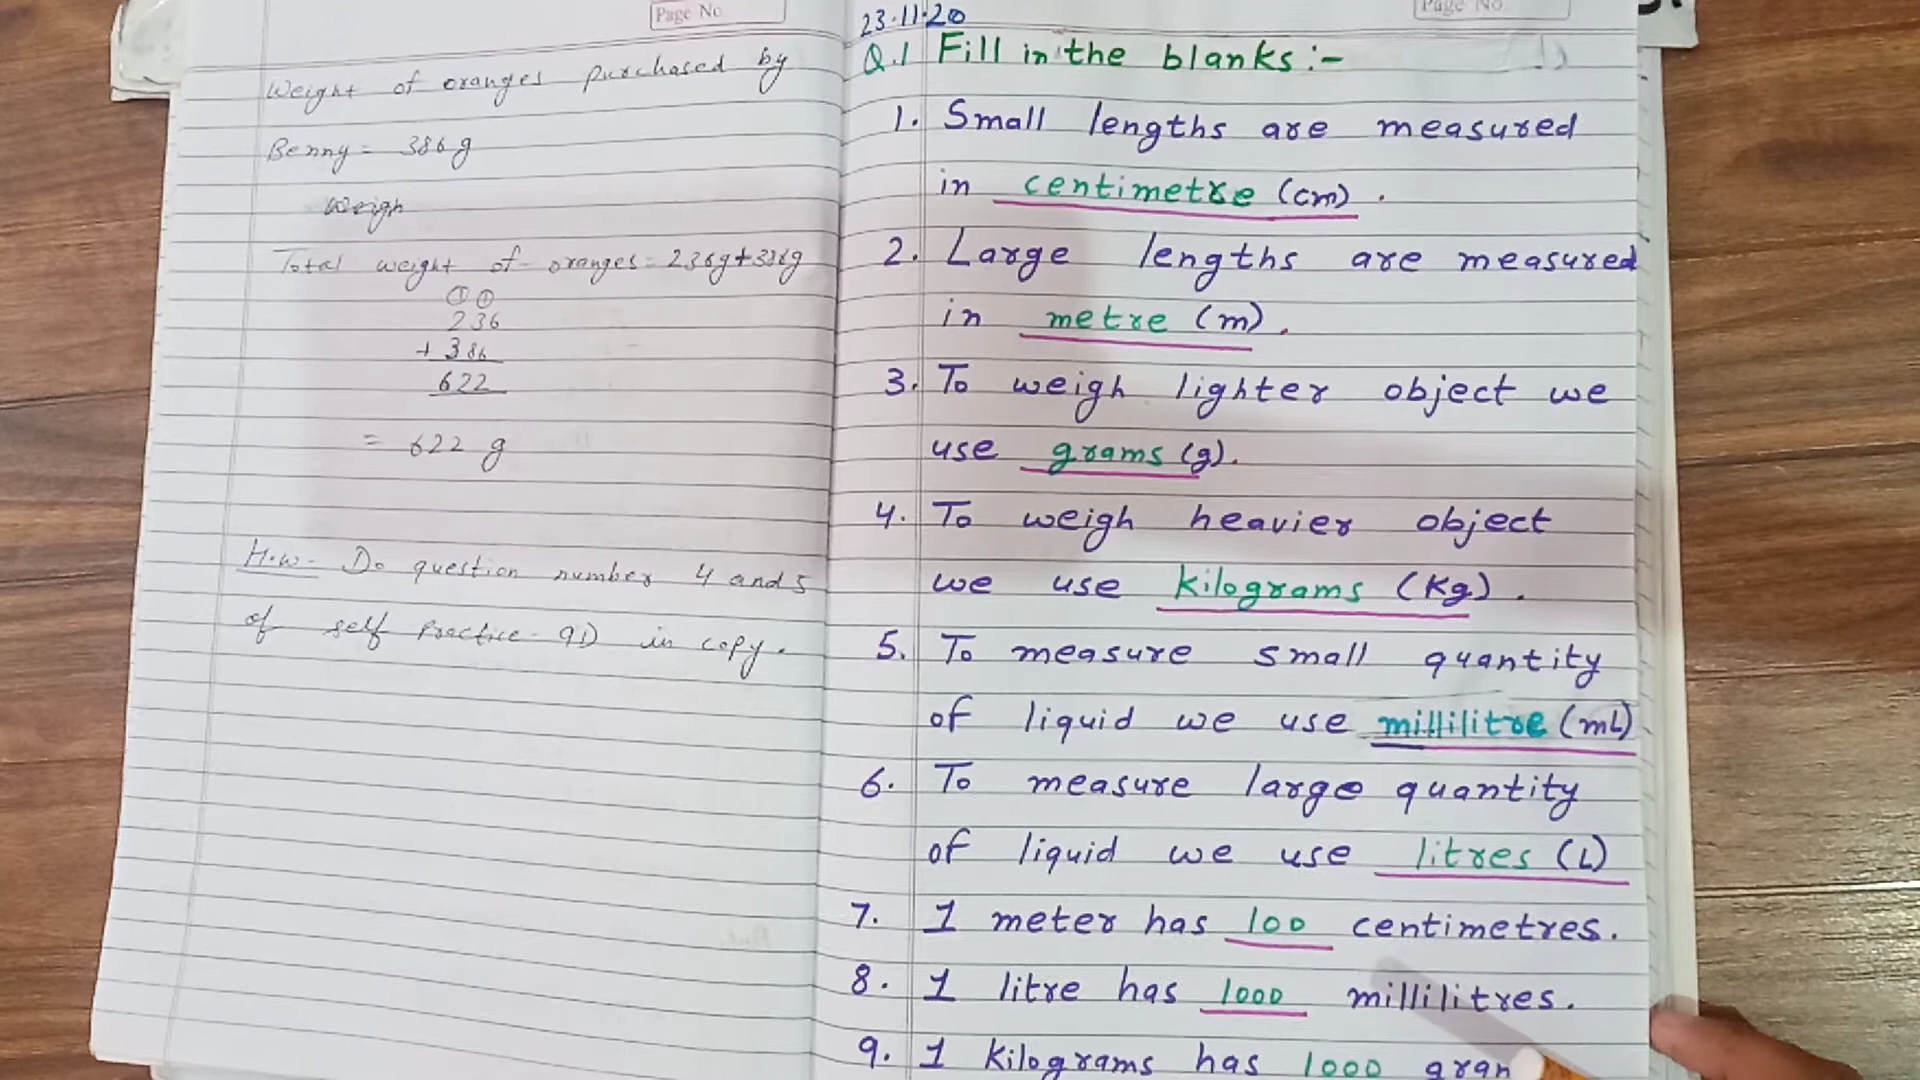 Page No
Weight of oranges purchased by
Benny = 386 g
Weigh
Total weight of oranges = 236g + 386g
1 1
236
+ 386
622
= 622 g
H.w- Do question number 4 and 5
of self Practice 9D in copy.
Page No
23.11.20
Q.1 Fill in the blanks :-
1. Small lengths are measured
in centimetre (cm) .
2. Large lengths are measured
in metre (m).
3. To weigh lighter object we
use grams (g).
4. To weigh heavier object
we use kilograms (Kg) .
5. To measure small quantity
of liquid we use millilitre (mL)
6. To measure large quantity
of liquid we use litres (L)
7. 1 meter has 100 centimetres.
8. 1 litre has 1000 millilitres.
9. 1 kilograms has 1000 gram